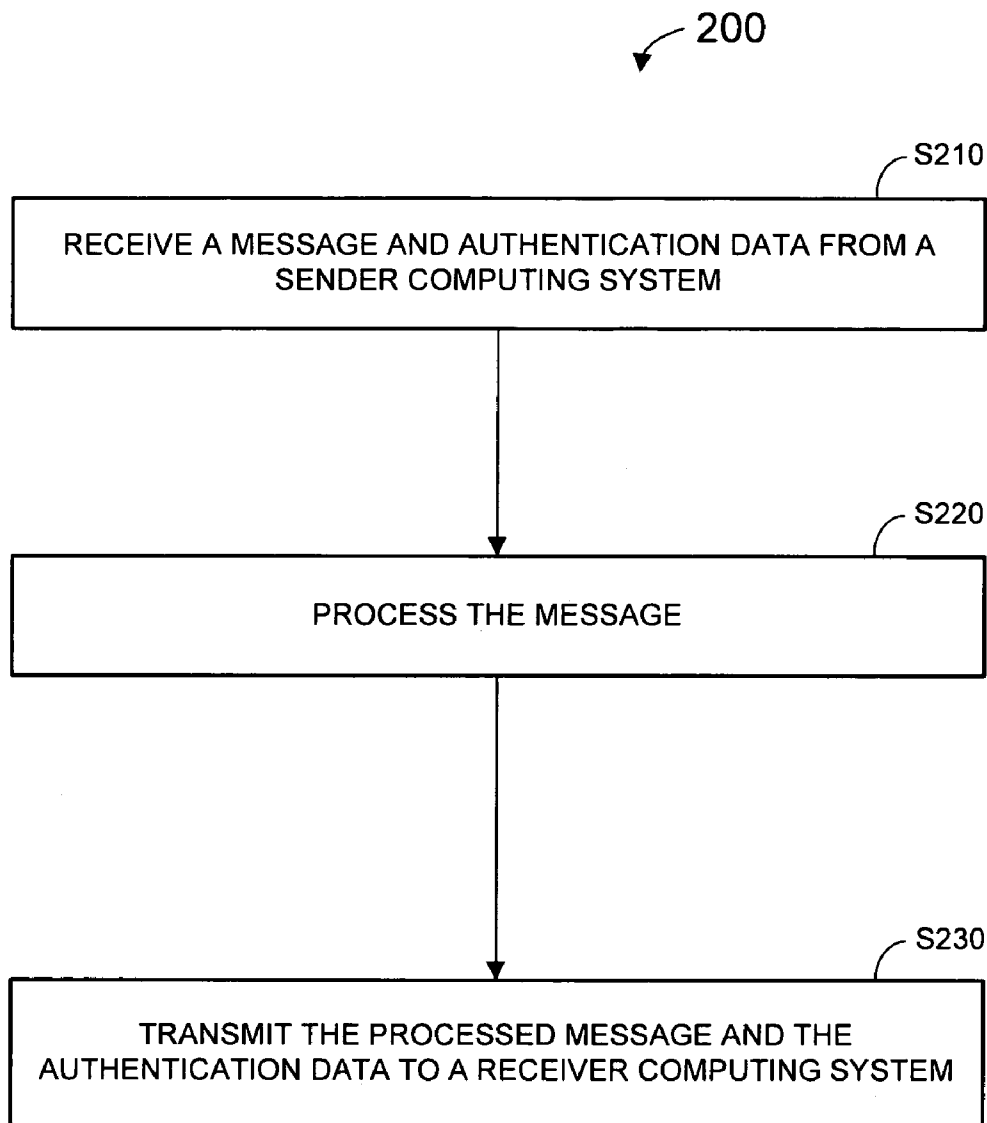 200
S210
RECEIVE A MESSAGE AND AUTHENTICATION DATA FROM A
SENDER COMPUTING SYSTEM
S220
PROCESS THE MESSAGE
S230
TRANSMIT THE PROCESSED MESSAGE AND THE
AUTHENTICATION DATA TO A RECEIVER COMPUTING SYSTEM